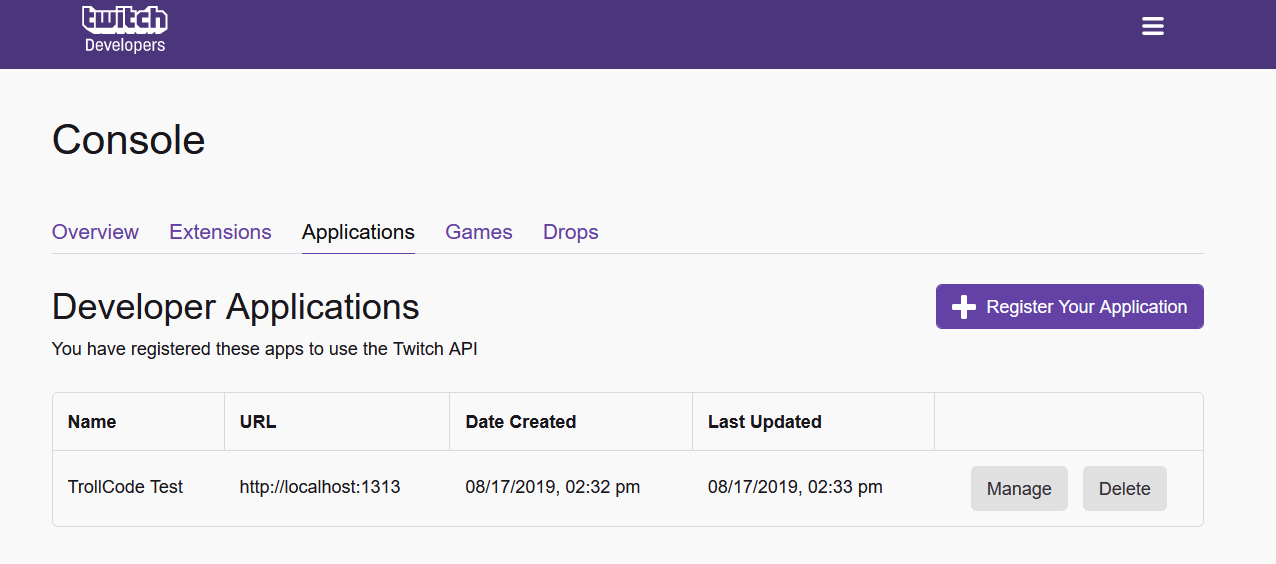 twitch
Developers
Console
Overview Extensions Applications Games Drops
Developer Applications
Register Your Application
You have registered these apps to use the Twitch API
Name URL Date Created Last Updated
TrollCode Test http://localhost:1313 08/17/2019, 02:32 pm 08/17/2019, 02:33 pm Manage Delete